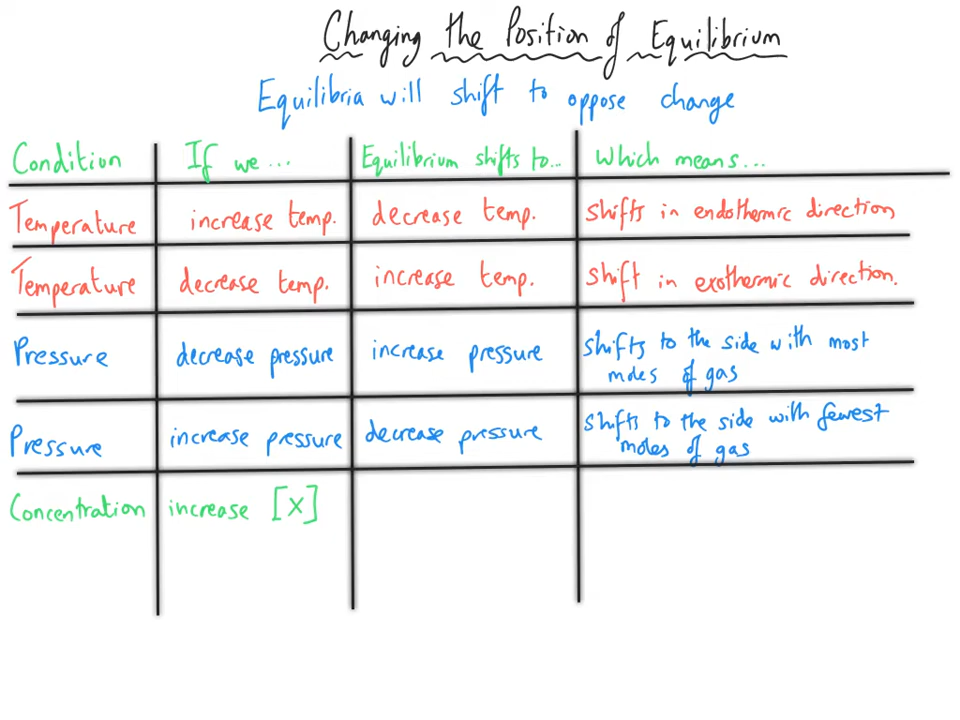 Changing the Position of Equilibrium
Equilibria will shift to oppose change
Condition If we ... Equilibrium shifts to... Which means...
Temperature increase temp. decrease temp. shifts in endothermic direction
Temperature decrease temp. increase temp. shift in exothermic direction.
Pressure decrease pressure increase pressure shifts to the side with most
moles of gas
Pressure increase pressure decrease pressure shifts to the side with fewest
moles of gas
Concentration increase [X]